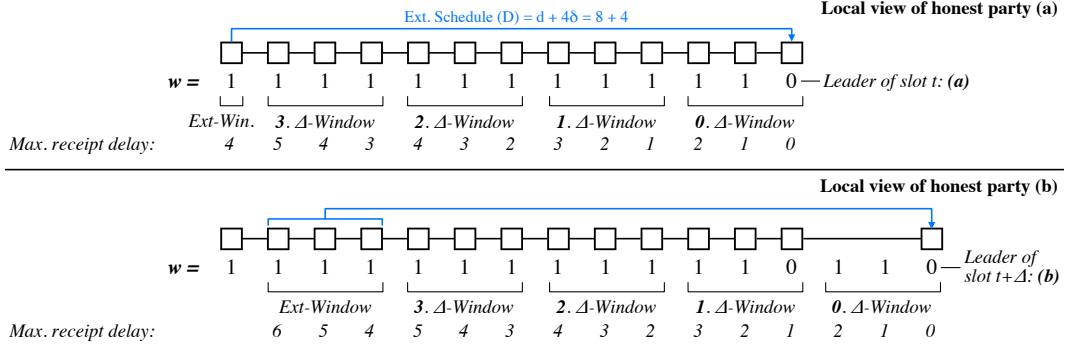 Local view of honest party (a)
Ext. Schedule (D) = d + 4δ = 8 + 4
w = 1 1 1 1 1 1 1 1 1 1 1 1 0 Leader of slot t: (a)
Ext-Win. 3. Δ-Window 2. Δ-Window 1. Δ-Window 0. Δ-Window
Max. receipt delay: 4 5 4 3 4 3 2 3 2 1 2 1 0
Local view of honest party (b)
w = 1 1 1 1 1 1 1 1 1 1 1 1 0 1 1 0 Leader of
slot t+Δ: (b)
Ext-Window 3. Δ-Window 2. Δ-Window 1. Δ-Window 0. Δ-Window
Max. receipt delay: 6 5 4 5 4 3 4 3 2 3 2 1 2 1 0